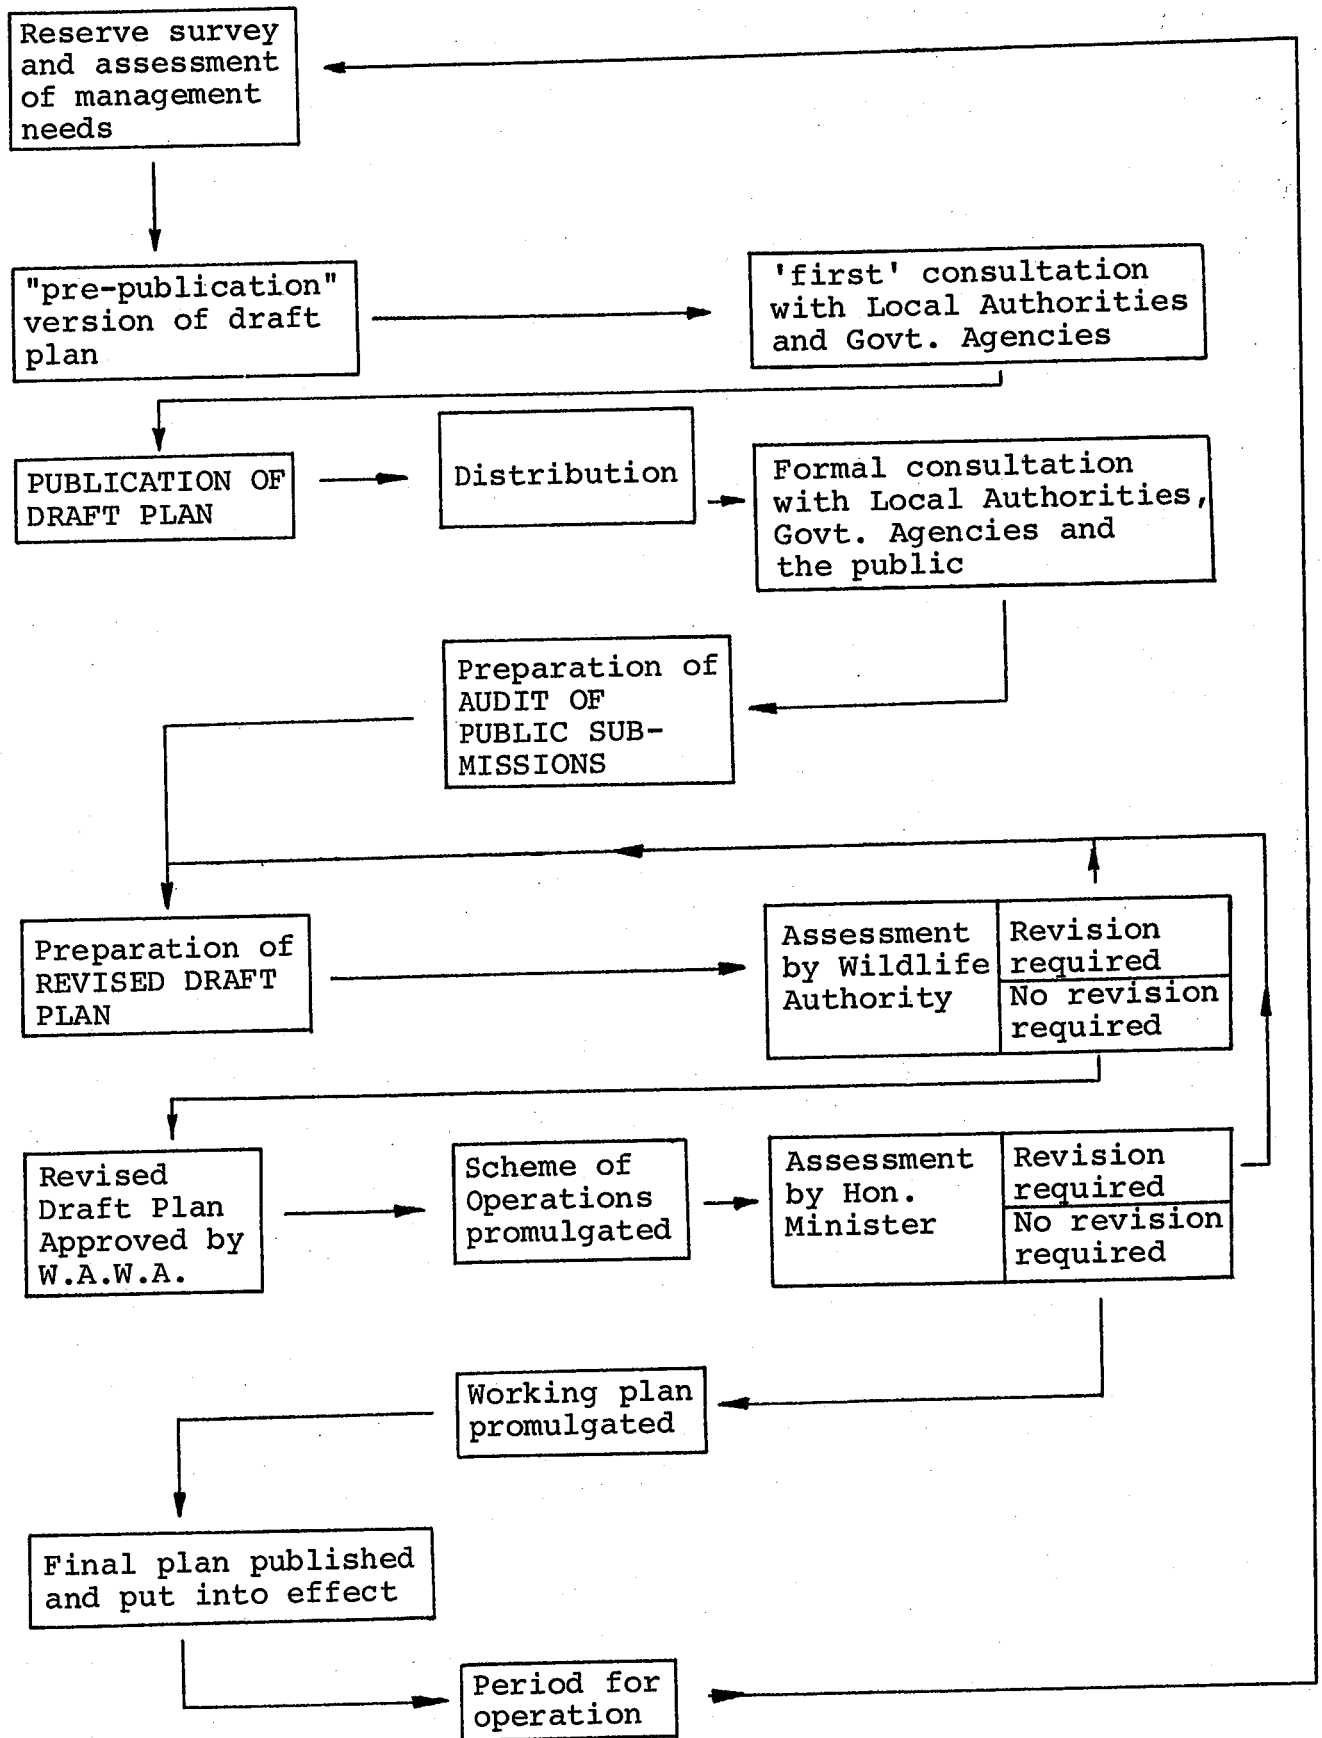 Reserve survey
and assessment
of management
needs
"pre-publication"
version of draft
plan
'first' consultation
with Local Authorities
and Govt. Agencies
PUBLICATION OF
DRAFT PLAN
Distribution
Formal consultation
with Local Authorities,
Govt. Agencies and
the public
Preparation of
AUDIT OF
PUBLIC SUB-
MISSIONS
Preparation of
REVISED DRAFT
PLAN
Assessment
by Wildlife
Authority
Revision
required
No revision
required
Revised
Draft Plan
Approved by
W.A.W.A.
Scheme of
Operations
promulgated
Assessment
by Hon.
Minister
Revision
required
No revision
required
Working plan
promulgated
Final plan published
and put into effect
Period for
operation